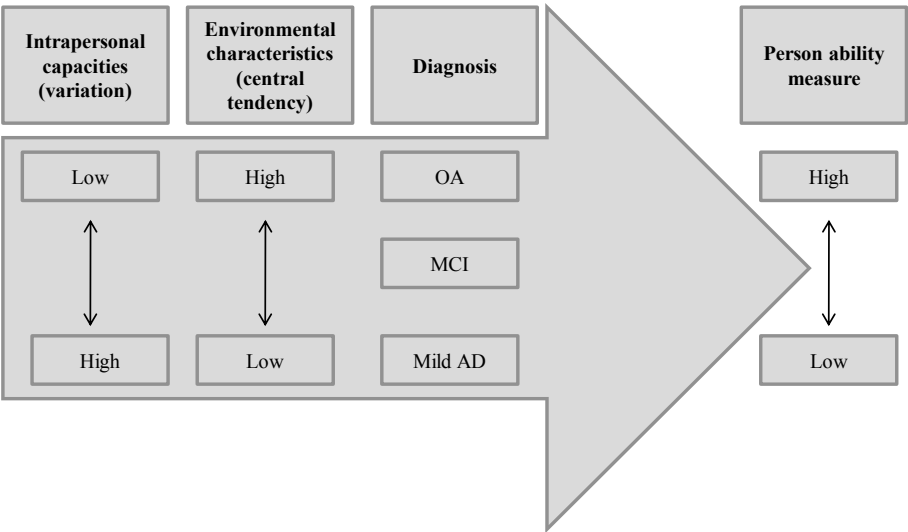 Intrapersonal
capacities
(variation)
Environmental
characteristics
(central
tendency)
Diagnosis
Person ability
measure
Low
High
OA
High
MCI
High
Low
Mild AD
Low